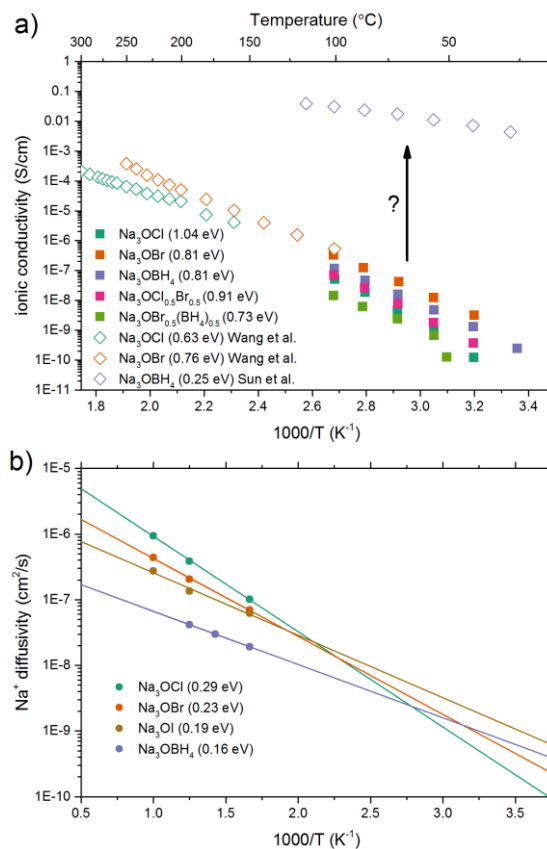 a)
Temperature (°C)
300 250 200 150 100 50
1
0.1
0.01
1E-3
1E-4
1E-5
1E-6
1E-7
1E-8
1E-9
1E-10
1E-11
ionic conductivity (S/cm)
?
Na₃OCl (1.04 eV)
Na₃OBr (0.81 eV)
Na₃OBH₄ (0.81 eV)
Na₃OCl₀.₅Br₀.₅ (0.91 eV)
Na₃OBr₀.₅(BH₄)₀.₅ (0.73 eV)
Na₃OCl (0.63 eV) Wang et al.
Na₃OBr (0.76 eV) Wang et al.
Na₃OBH₄ (0.25 eV) Sun et al.
1.8 2.0 2.2 2.4 2.6 2.8 3.0 3.2 3.4
1000/T (K⁻¹)
b)
1E-5
1E-6
1E-7
1E-8
1E-9
1E-10
Na⁺ diffusivity (cm²/s)
Na₃OCl (0.29 eV)
Na₃OBr (0.23 eV)
Na₃OI (0.19 eV)
Na₃OBH₄ (0.16 eV)
0.5 1.0 1.5 2.0 2.5 3.0 3.5
1000/T (K⁻¹)